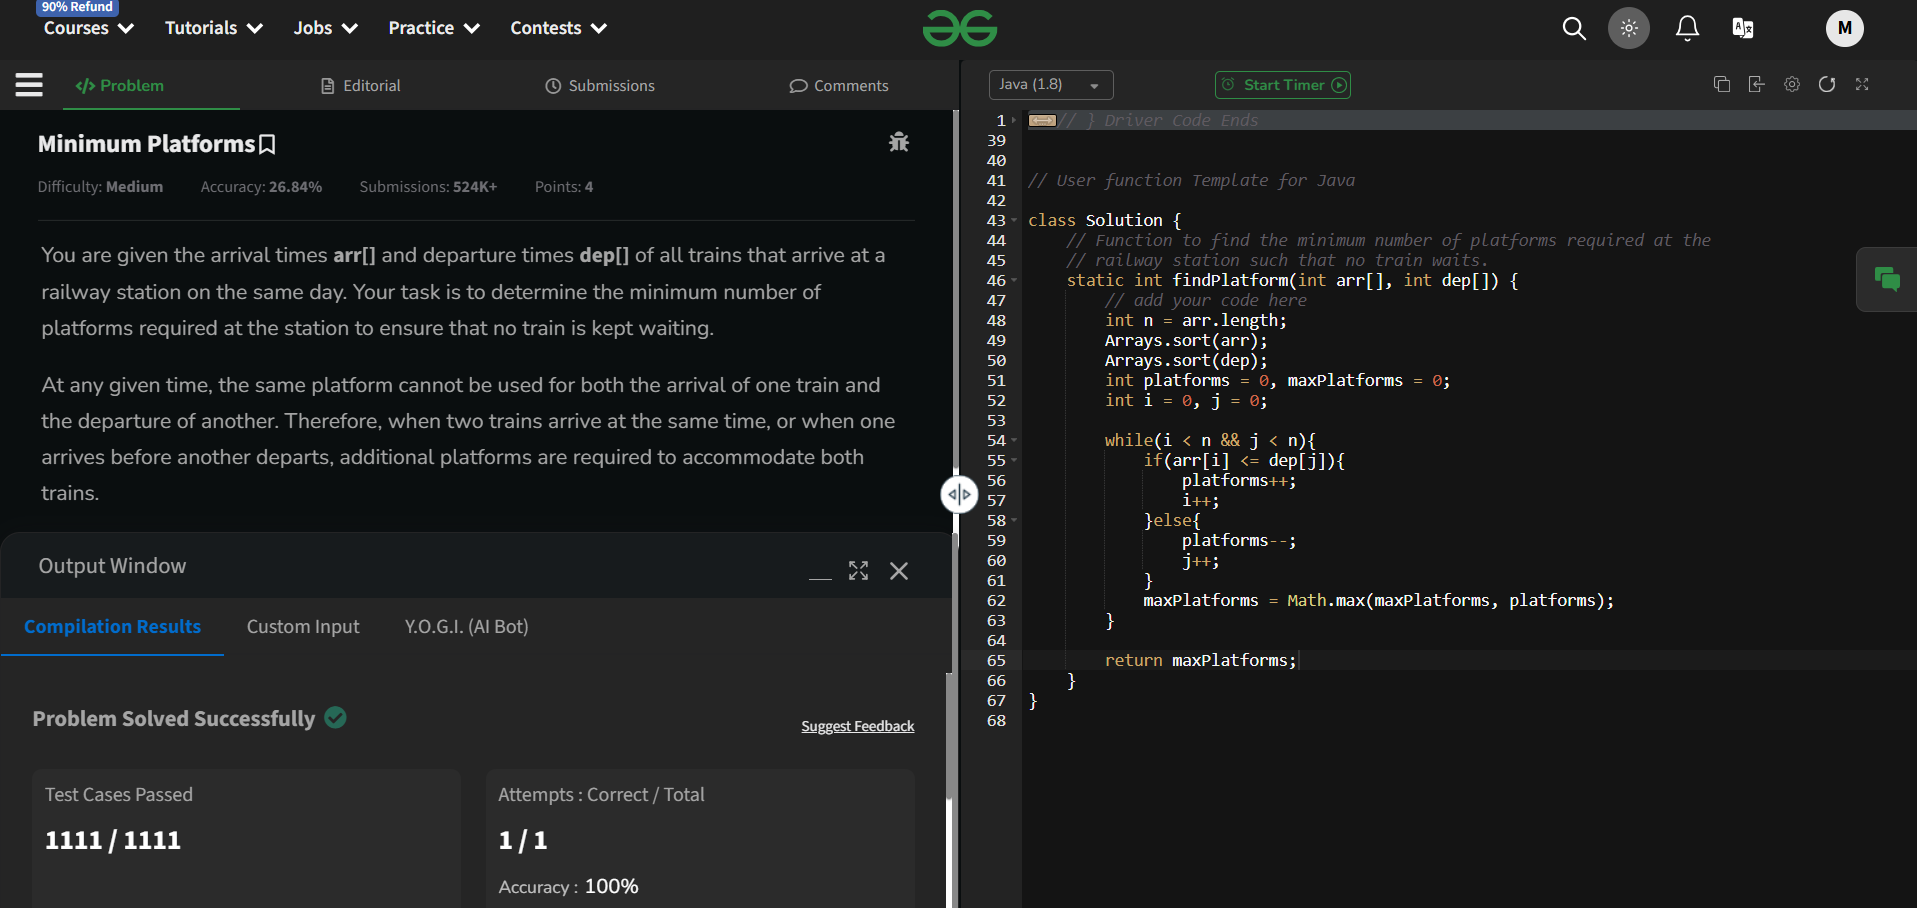 90% Refund
Courses Tutorials Jobs Practice Contests
M
Problem Editorial Submissions Comments
Minimum Platforms
Difficulty: Medium Accuracy: 26.84% Submissions: 524K+ Points: 4
You are given the arrival times arr[] and departure times dep[] of all trains that arrive at a
railway station on the same day. Your task is to determine the minimum number of
platforms required at the station to ensure that no train is kept waiting.
At any given time, the same platform cannot be used for both the arrival of one train and
the departure of another. Therefore, when two trains arrive at the same time, or when one
arrives before another departs, additional platforms are required to accommodate both
trains.
Output Window
Compilation Results Custom Input Y.O.G.I. (AI Bot)
Problem Solved Successfully
Suggest Feedback
Test Cases Passed
1111 / 1111
Attempts : Correct / Total
1 / 1
Accuracy : 100%
Java (1.8) Start Timer
1 // } Driver Code Ends
39
40
41 // User function Template for Java
42
43 class Solution {
44 // Function to find the minimum number of platforms required at the
45 // railway station such that no train waits.
46 static int findPlatform(int arr[], int dep[]) {
47 // add your code here
48 int n = arr.length;
49 Arrays.sort(arr);
50 Arrays.sort(dep);
51 int platforms = 0, maxPlatforms = 0;
52 int i = 0, j = 0;
53
54 while(i < n && j < n){
55 if(arr[i] <= dep[j]){
56 platforms++;
57 i++;
58 }else{
59 platforms--;
60 j++;
61 }
62 maxPlatforms = Math.max(maxPlatforms, platforms);
63 }
64
65 return maxPlatforms;
66 }
67 }
68